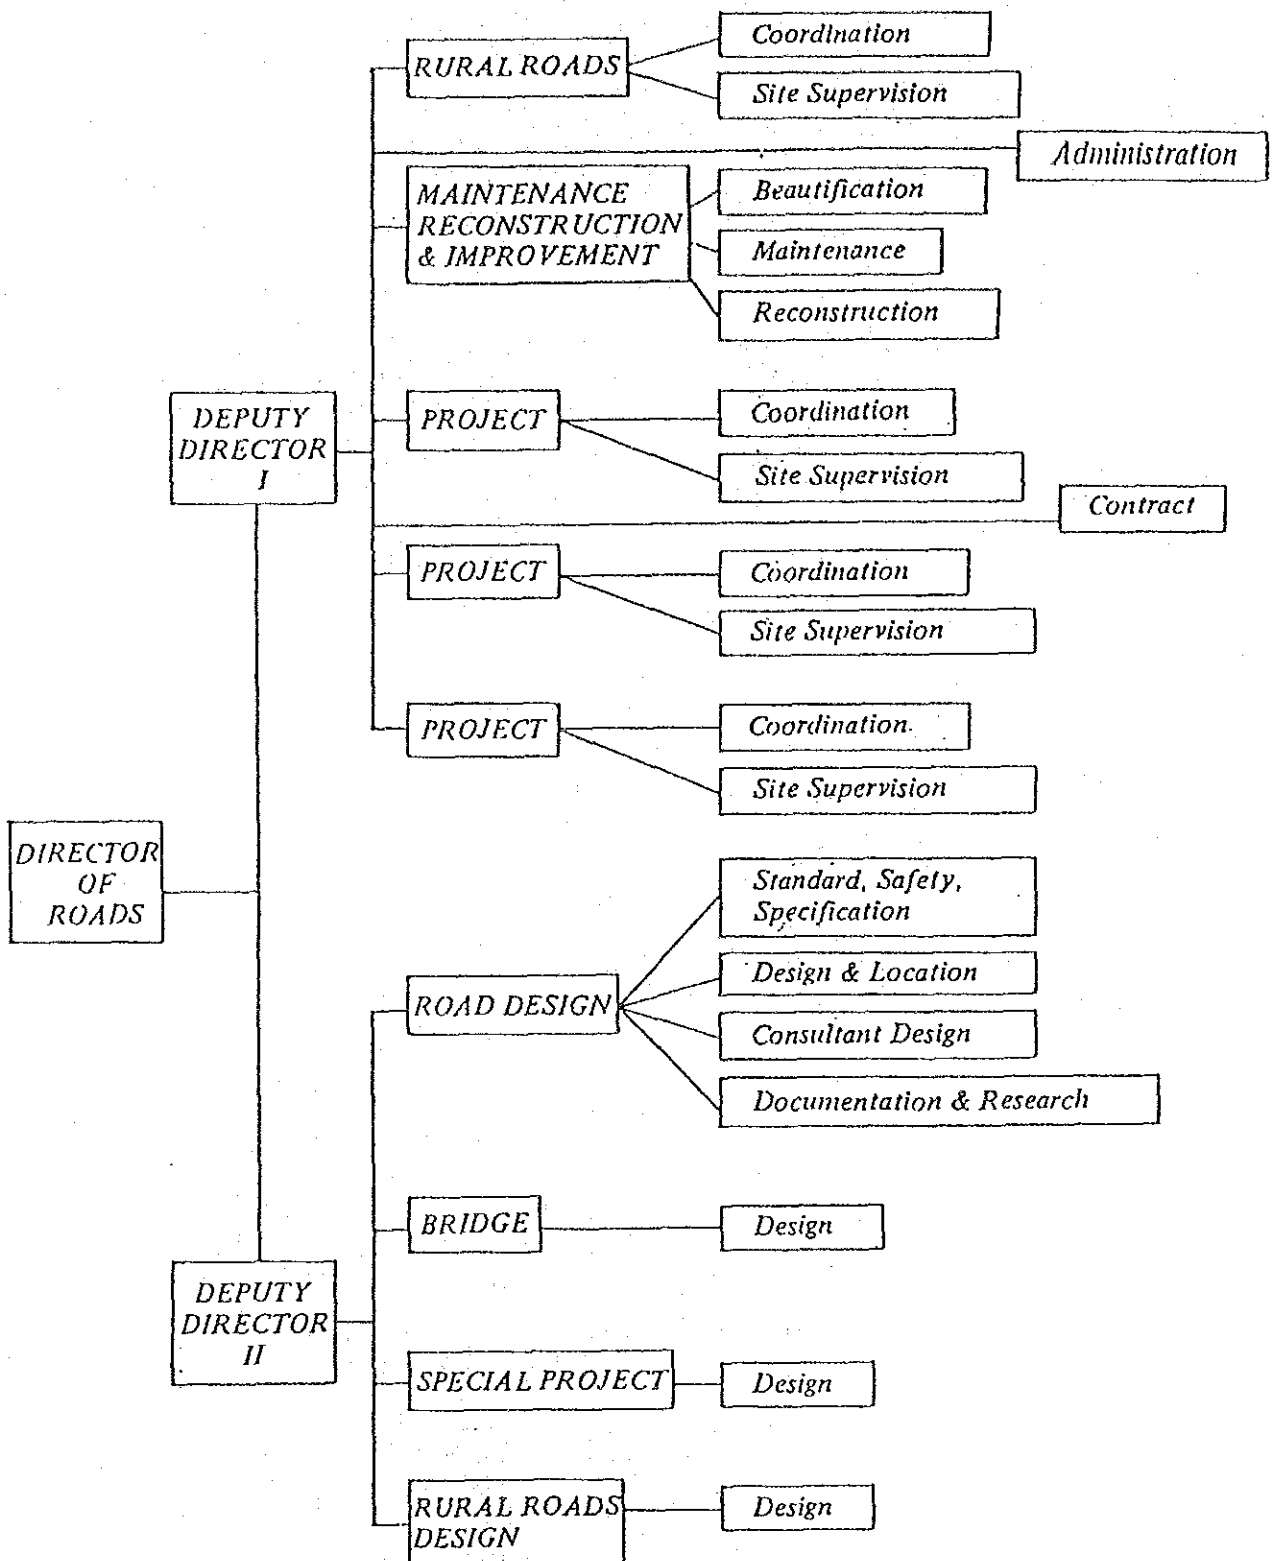 Coordination
RURAL ROADS
Site Supervision
Administration
MAINTENANCE
RECONSTRUCTION
& IMPROVEMENT
Beautification
Maintenance
Reconstruction
DEPUTY
DIRECTOR
I
PROJECT
Coordination
Site Supervision
Contract
PROJECT
Coordination
Site Supervision
PROJECT
Coordination.
Site Supervision
DIRECTOR
OF
ROADS
Standard, Safety,
Specification
ROAD DESIGN
Design & Location
Consultant Design
Documentation & Research
BRIDGE
Design
DEPUTY
DIRECTOR
II
SPECIAL PROJECT
Design
RURAL ROADS
DESIGN
Design